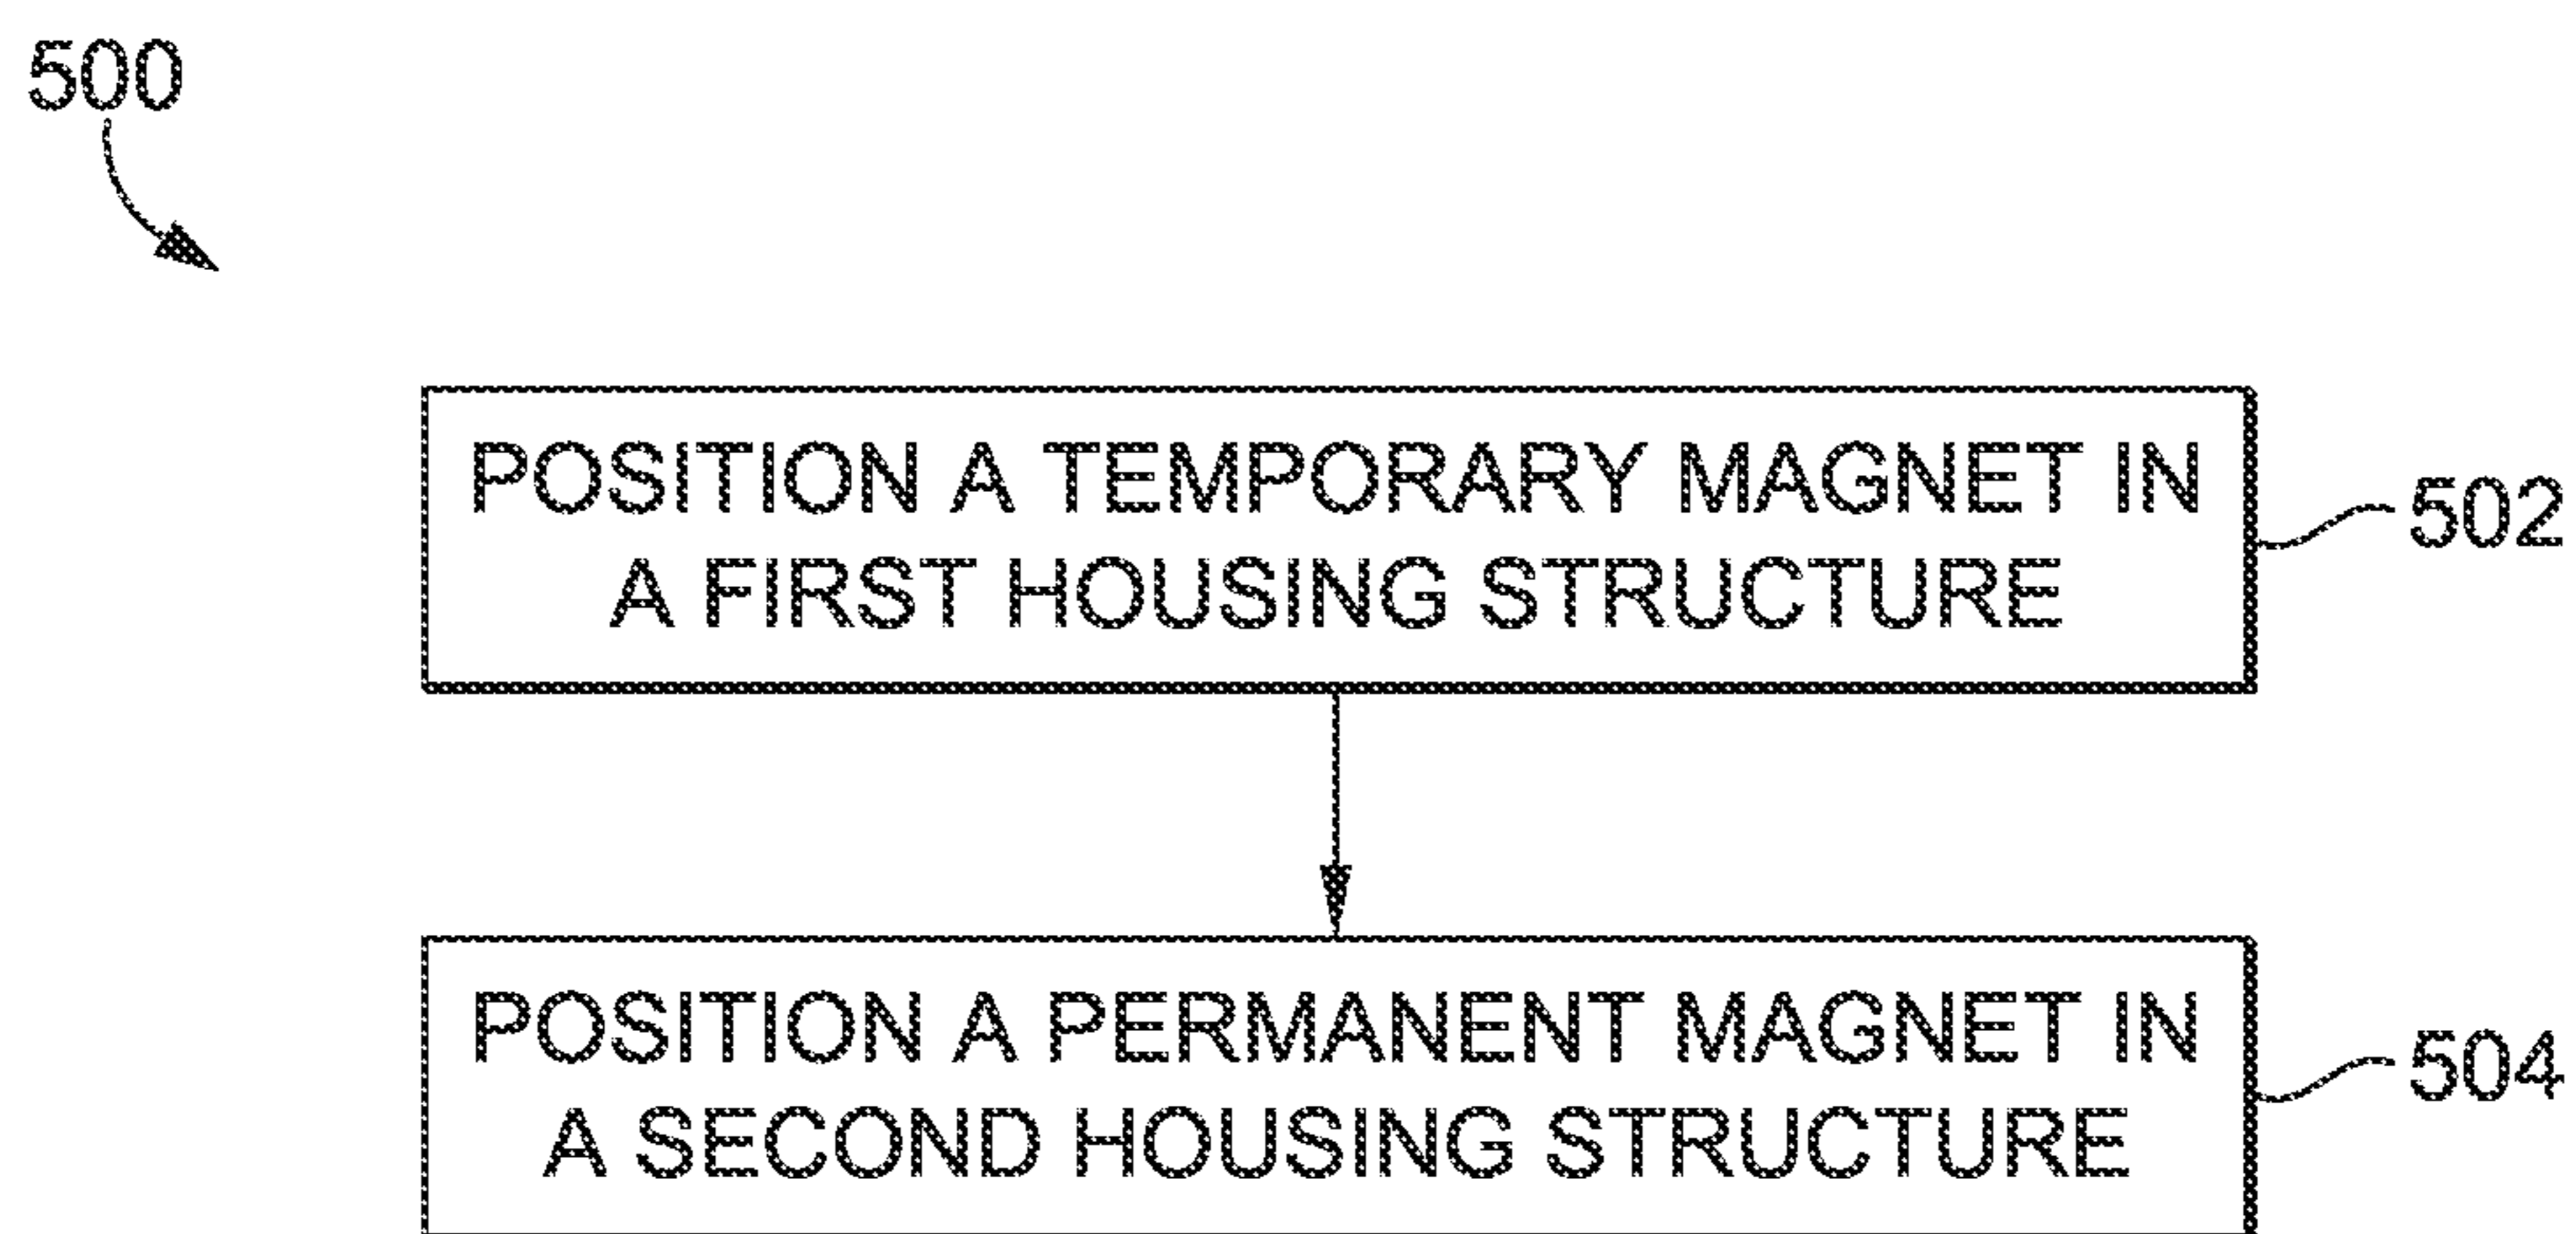 500
POSITION A TEMPORARY MAGNET IN
A FIRST HOUSING STRUCTURE
502
POSITION A PERMANENT MAGNET IN
A SECOND HOUSING STRUCTURE
504